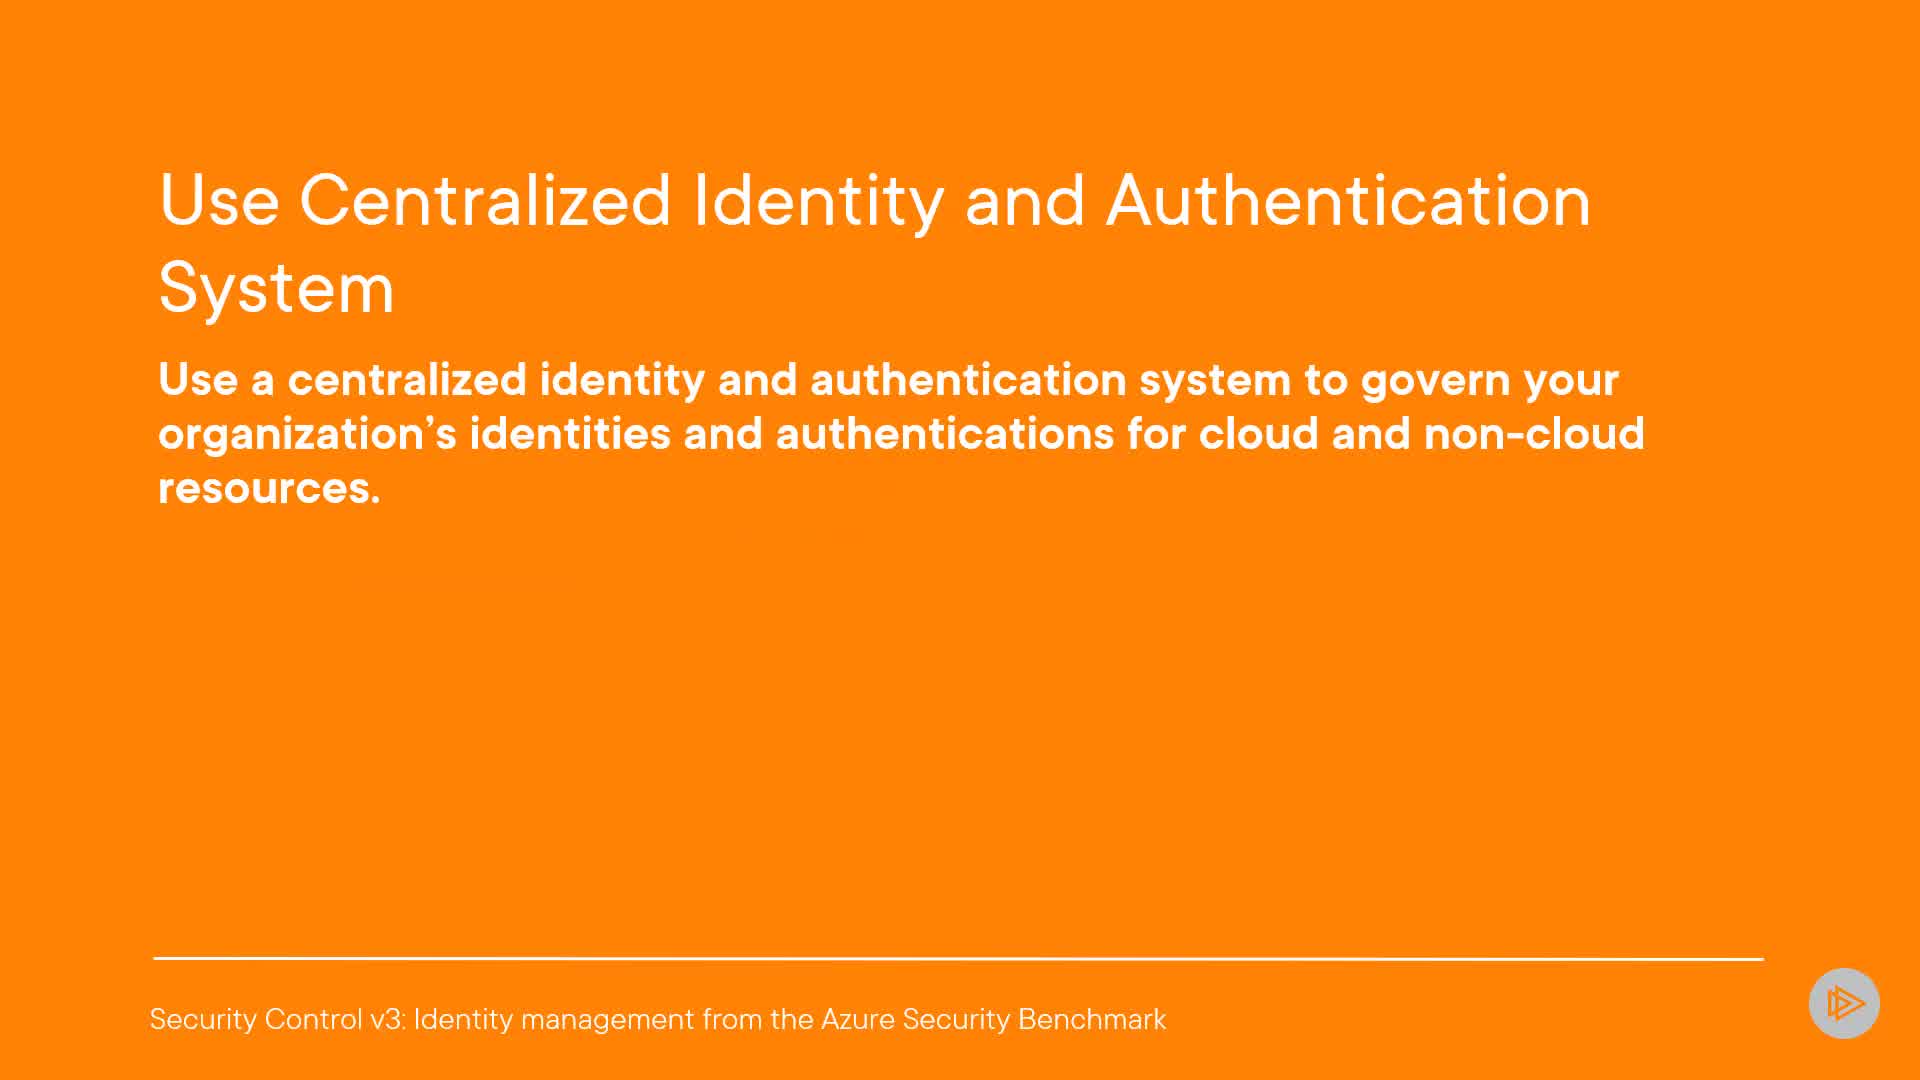 Use Centralized Identity and Authentication
System
Use a centralized identity and authentication system to govern your
organization’s identities and authentications for cloud and non-cloud
resources.
Security Control v3: Identity management from the Azure Security Benchmark